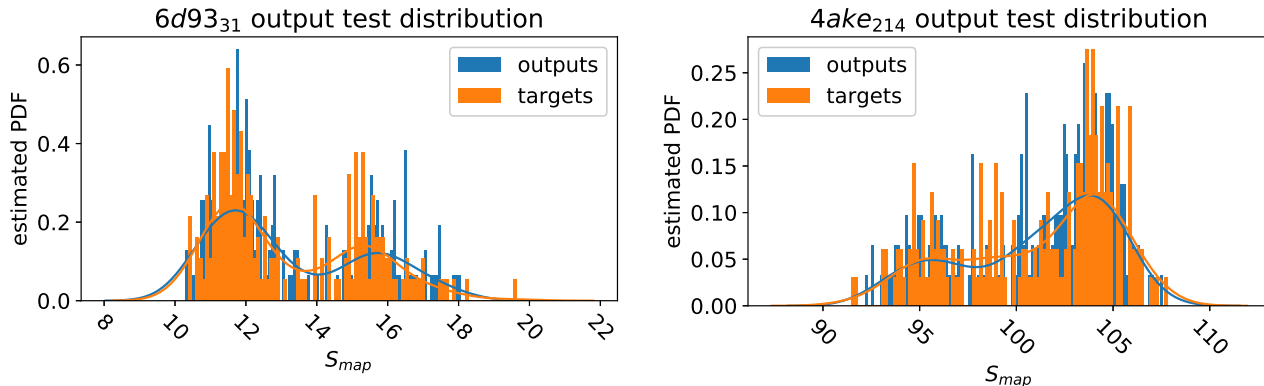 6d93₃₁ output test distribution
estimated PDF
0.6
0.4
0.2
0.0
outputs
targets
8
10
12
14
16
18
20
22
S_map
4ake₂₁₄ output test distribution
estimated PDF
0.25
0.20
0.15
0.10
0.05
0.00
outputs
targets
90
95
100
105
110
S_map